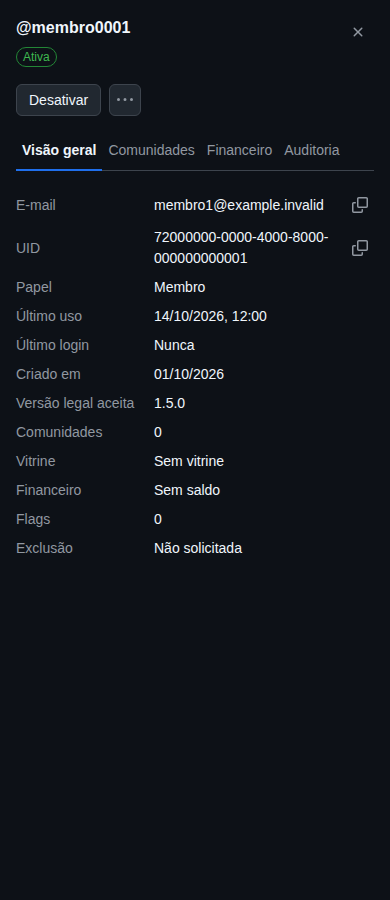 @membro0001
Ativa
Desativar
Visão geral Comunidades Financeiro Auditoria
E-mail membro1@example.invalid
UID 72000000-0000-4000-8000-
000000000001
Papel Membro
Último uso 14/10/2026, 12:00
Último login Nunca
Criado em 01/10/2026
Versão legal aceita 1.5.0
Comunidades 0
Vitrine Sem vitrine
Financeiro Sem saldo
Flags 0
Exclusão Não solicitada